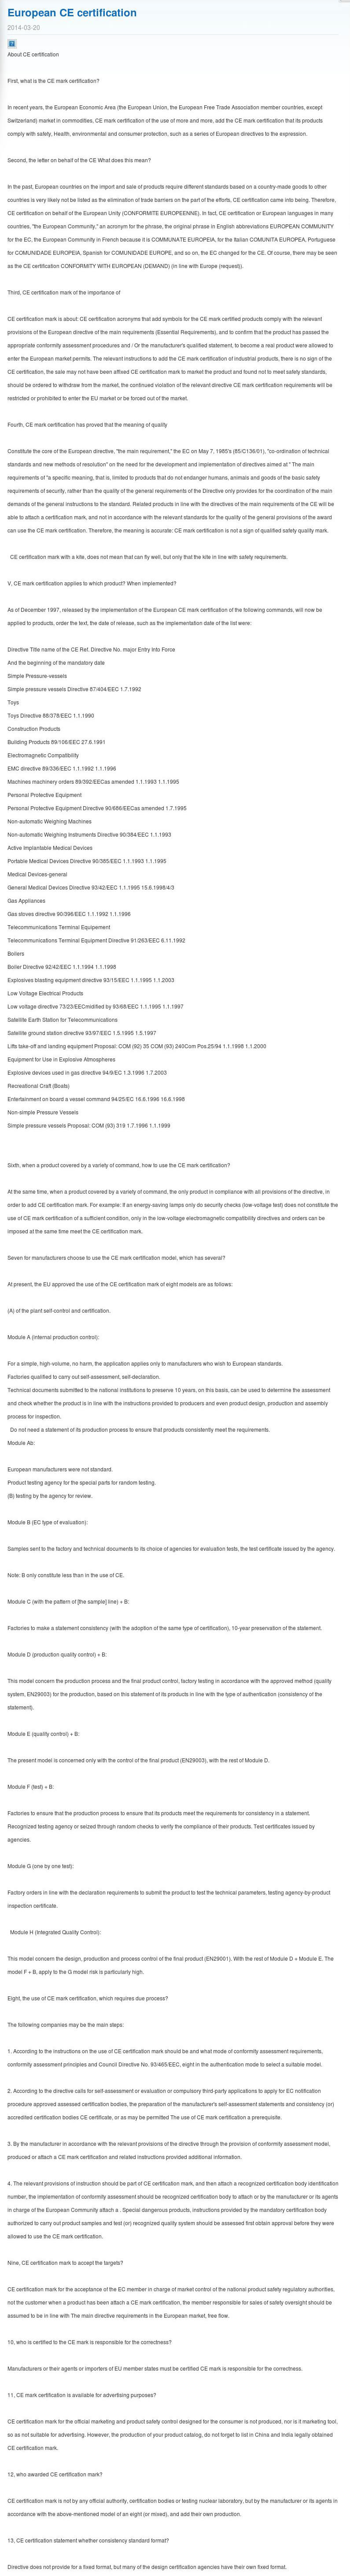 European CE certification
2014-03-20
About CE certification
First, what is the CE mark certification?
In recent years, the European Economic Area (the European Union, the European Free Trade Association member countries, except
Switzerland) market in commodities, CE mark certification of the use of more and more, add the CE mark certification that its products
comply with safety, Health, environmental and consumer protection, such as a series of European directives to the expression.
Second, the letter on behalf of the CE What does this mean?
In the past, European countries on the import and sale of products require different standards based on a country-made goods to other
countries is very likely not be listed as the elimination of trade barriers on the part of the efforts, CE certification came into being. Therefore,
CE certification on behalf of the European Unity (CONFORMITE EUROPEENNE). In fact, CE certification or European languages in many
countries, "the European Community," an acronym for the phrase, the original phrase in English abbreviations EUROPEAN COMMUNITY
for the EC, the European Community in French because it is COMMUNATE EUROPEIA, for the Italian COMUNITA EUROPEA, Portuguese
for COMUNIDADE EUROPEIA, Spanish for COMUNIDADE EUROPE, and so on, the EC changed for the CE. Of course, there may be seen
as the CE certification CONFORMITY WITH EUROPEAN (DEMAND) (in line with Europe (request)).
Third, CE certification mark of the importance of
CE certification mark is about: CE certification acronyms that add symbols for the CE mark certified products comply with the relevant
provisions of the European directive of the main requirements (Essential Requirements), and to confirm that the product has passed the
appropriate conformity assessment procedures and / Or the manufacturer's qualified statement, to become a real product were allowed to
enter the European market permits. The relevant instructions to add the CE mark certification of industrial products, there is no sign of the
CE certification, the sale may not have been affixed CE certification mark to market the product and found not to meet safety standards,
should be ordered to withdraw from the market, the continued violation of the relevant directive CE mark certification requirements will be
restricted or prohibited to enter the EU market or be forced out of the market.
Fourth, CE mark certification has proved that the meaning of quality
Constitute the core of the European directive, "the main requirement," the EC on May 7, 1985's (85/C136/01), "co-ordination of technical
standards and new methods of resolution" on the need for the development and implementation of directives aimed at " The main
requirements of "a specific meaning, that is, limited to products that do not endanger humans, animals and goods of the basic safety
requirements of security, rather than the quality of the general requirements of the Directive only provides for the coordination of the main
demands of the general instructions to the standard. Related products in line with the directives of the main requirements of the CE will be
able to attach a certification mark, and not in accordance with the relevant standards for the quality of the general provisions of the award
can use the CE mark certification. Therefore, the meaning is accurate: CE mark certification is not a sign of qualified safety quality mark.
CE certification mark with a kite, does not mean that can fly well, but only that the kite in line with safety requirements.
V, CE mark certification applies to which product? When implemented?
As of December 1997, released by the implementation of the European CE mark certification of the following commands, will now be
applied to products, order the text, the date of release, such as the implementation date of the list were:
Directive Title name of the CE Ref. Directive No. major Entry Into Force
And the beginning of the mandatory date
Simple Pressure-vessels
Simple pressure vessels Directive 87/404/EEC 1.7.1992
Toys
Toys Directive 88/378/EEC 1.1.1990
Construction Products
Building Products 89/106/EEC 27.6.1991
Electromagnetic Compatibility
EMC directive 89/336/EEC 1.1.1992 1.1.1996
Machines machinery orders 89/392/EECas amended 1.1.1993 1.1.1995
Personal Protective Equipment
Personal Protective Equipment Directive 90/686/EECas amended 1.7.1995
Non-automatic Weighing Machines
Non-automatic Weighing Instruments Directive 90/384/EEC 1.1.1993
Active Implantable Medical Devices
Portable Medical Devices Directive 90/385/EEC 1.1.1993 1.1.1995
Medical Devices-general
General Medical Devices Directive 93/42/EEC 1.1.1995 15.6.1998/4/3
Gas Appliances
Gas stoves directive 90/396/EEC 1.1.1992 1.1.1996
Telecommunications Terminal Equipement
Telecommunications Terminal Equipment Directive 91/263/EEC 6.11.1992
Boilers
Boiler Directive 92/42/EEC 1.1.1994 1.1.1998
Explosives blasting equipment directive 93/15/EEC 1.1.1995 1.1.2003
Low Voltage Electrical Products
Low voltage directive 73/23/EECmidified by 93/68/EEC 1.1.1995 1.1.1997
Satellite Earth Station for Telecommunications
Satellite ground station directive 93/97/EEC 1.5.1995 1.5.1997
Lifts take-off and landing equipment Proposal: COM (92) 35 COM (93) 240Com Pos.25/94 1.1.1998 1.1.2000
Equipment for Use in Explosive Atmospheres
Explosive devices used in gas directive 94/9/EC 1.3.1996 1.7.2003
Recreational Craft (Boats)
Entertainment on board a vessel command 94/25/EC 16.6.1996 16.6.1998
Non-simple Pressure Vessels
Simple pressure vessels Proposal: COM (93) 319 1.7.1996 1.1.1999
Sixth, when a product covered by a variety of command, how to use the CE mark certification?
At the same time, when a product covered by a variety of command, the only product in compliance with all provisions of the directive, in
order to add CE certification mark. For example: If an energy-saving lamps only do security checks (low-voltage test) does not constitute the
use of CE mark certification of a sufficient condition, only in the low-voltage electromagnetic compatibility directives and orders can be
imposed at the same time meet the CE certification mark.
Seven for manufacturers choose to use the CE mark certification model, which has several?
At present, the EU approved the use of the CE certification mark of eight models are as follows:
(A) of the plant self-control and certification.
Module A (internal production control):
For a simple, high-volume, no harm, the application applies only to manufacturers who wish to European standards.
Factories qualified to carry out self-assessment, self-declaration.
Technical documents submitted to the national institutions to preserve 10 years, on this basis, can be used to determine the assessment
and check whether the product is in line with the instructions provided to producers and even product design, production and assembly
process for inspection.
Do not need a statement of its production process to ensure that products consistently meet the requirements.
Module Ab:
European manufacturers were not standard.
Product testing agency for the special parts for random testing.
(B) testing by the agency for review.
Module B (EC type of evaluation):
Samples sent to the factory and technical documents to its choice of agencies for evaluation tests, the test certificate issued by the agency.
Note: B only constitute less than in the use of CE.
Module C (with the pattern of [the sample] line) + B:
Factories to make a statement consistency (with the adoption of the same type of certification), 10-year preservation of the statement.
Module D (production quality control) + B:
This model concern the production process and the final product control, factory testing in accordance with the approved method (quality
system, EN29003) for the production, based on this statement of its products in line with the type of authentication (consistency of the
statement).
Module E (quality control) + B:
The present model is concerned only with the control of the final product (EN29003), with the rest of Module D.
Module F (test) + B:
Factories to ensure that the production process to ensure that its products meet the requirements for consistency in a statement.
Recognized testing agency or seized through random checks to verify the compliance of their products. Test certificates issued by
agencies.
Module G (one by one test):
Factory orders in line with the declaration requirements to submit the product to test the technical parameters, testing agency-by-product
inspection certificate.
Module H (Integrated Quality Control):
This model concern the design, production and process control of the final product (EN29001). With the rest of Module D + Module E. The
model F + B, apply to the G model risk is particularly high.
Eight, the use of CE mark certification, which requires due process?
The following companies may be the main steps:
1. According to the instructions on the use of CE certification mark should be and what mode of conformity assessment requirements,
conformity assessment principles and Council Directive No. 93/465/EEC, eight in the authentication mode to select a suitable model.
2. According to the directive calls for self-assessment or evaluation or compulsory third-party applications to apply for EC notification
procedure approved assessed certification bodies, the preparation of the manufacturer's self-assessment statements and consistency (or)
accredited certification bodies CE certificate, or as may be permitted The use of CE mark certification a prerequisite.
3. By the manufacturer in accordance with the relevant provisions of the directive through the provision of conformity assessment model,
produced or attach a CE mark certification and related instructions provided additional information.
4. The relevant provisions of instruction should be part of CE certification mark, and then attach a recognized certification body identification
number, the implementation of conformity assessment should be recognized certification body to attach or by the manufacturer or its agents
in charge of the European Community attach a . Special dangerous products, instructions provided by the mandatory certification body
authorized to carry out product samples and test (or) recognized quality system should be assessed first obtain approval before they were
allowed to use the CE mark certification.
Nine, CE certification mark to accept the targets?
CE certification mark for the acceptance of the EC member in charge of market control of the national product safety regulatory authorities,
not the customer when a product has been attach a CE mark certification, the member responsible for sales of safety oversight should be
assumed to be in line with The main directive requirements in the European market, free flow.
10, who is certified to the CE mark is responsible for the correctness?
Manufacturers or their agents or importers of EU member states must be certified CE mark is responsible for the correctness.
11, CE mark certification is available for advertising purposes?
CE certification mark for the official marketing and product safety control designed for the consumer is not produced, nor is it marketing tool,
so as not suitable for advertising. However, the production of your product catalog, do not forget to list in China and India legally obtained
CE certification mark.
12, who awarded CE certification mark?
CE certification mark is not by any official authority, certification bodies or testing nuclear laboratory, but by the manufacturer or its agents in
accordance with the above-mentioned model of an eight (or mixed), and add their own production.
13, CE certification statement whether consistency standard format?
Directive does not provide for a fixed format, but many of the design certification agencies have their own fixed format.